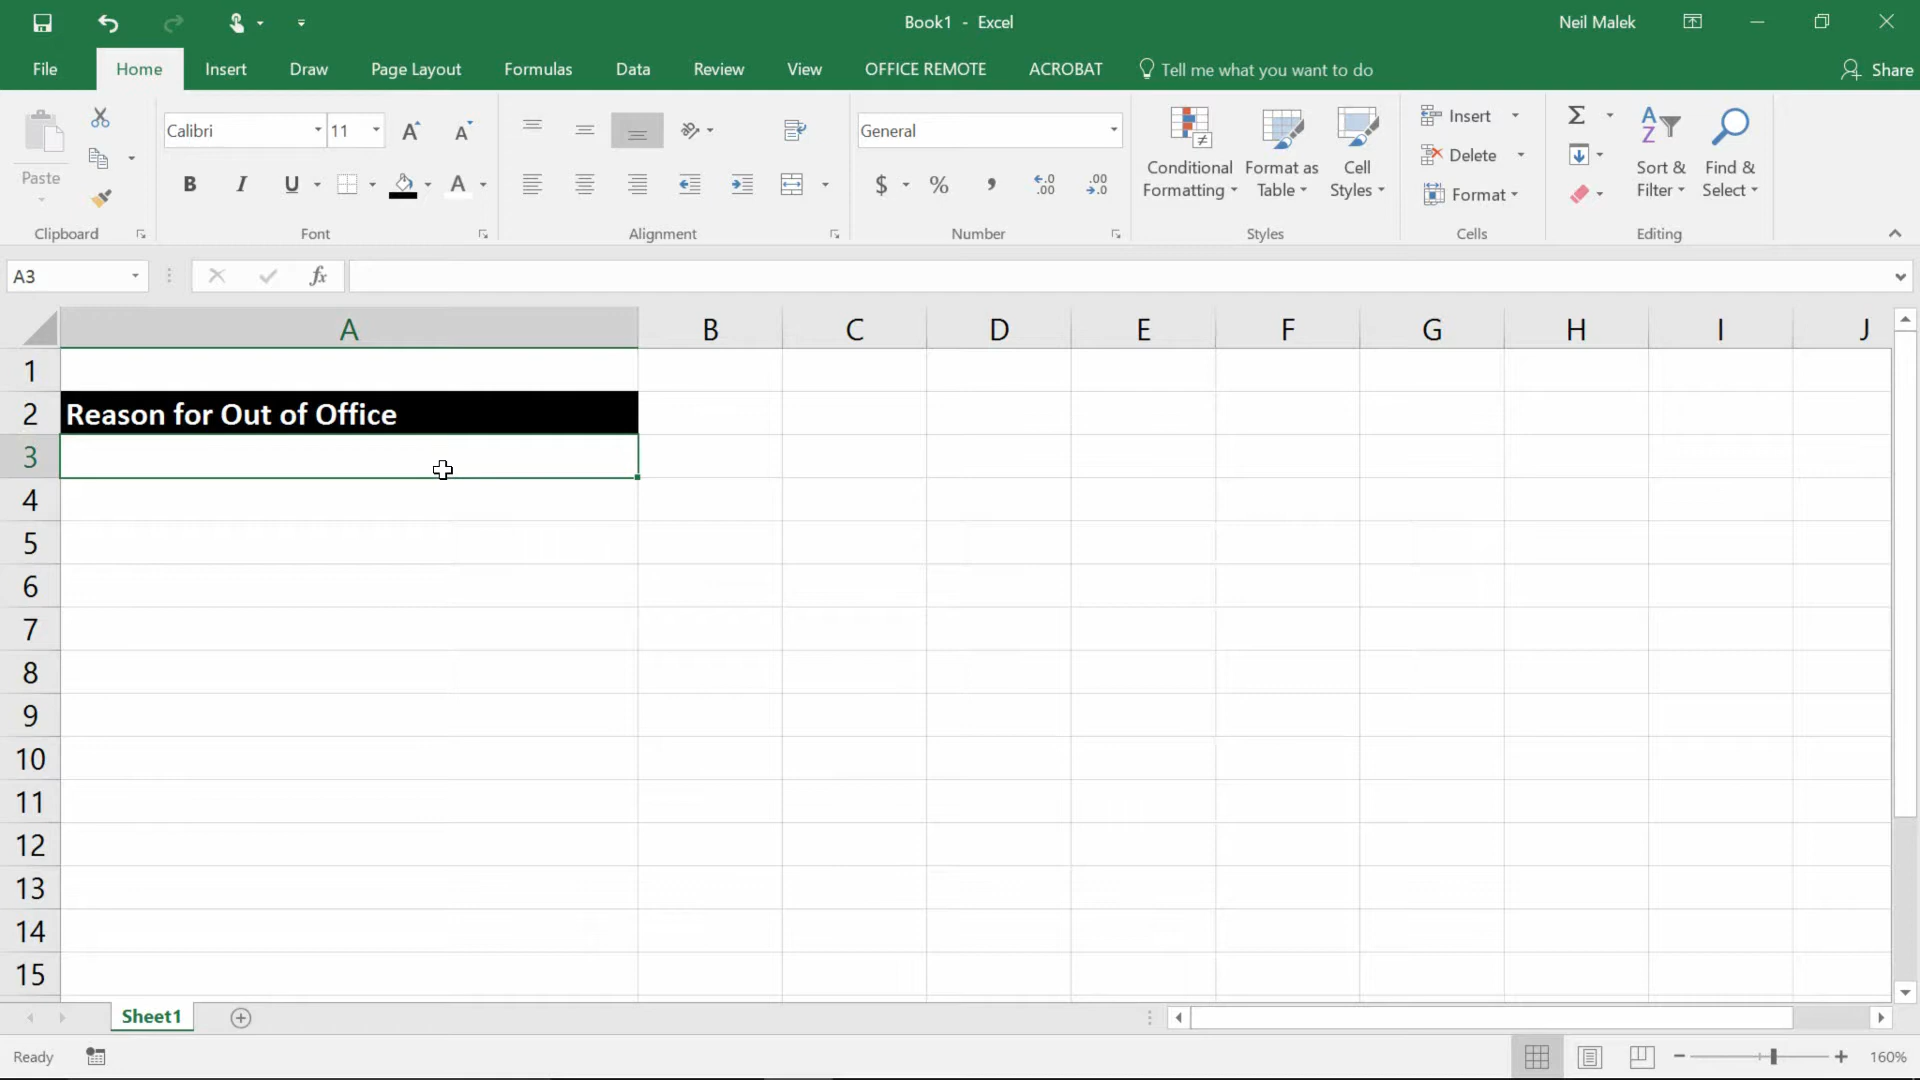 Book1 - Excel
Neil Malek
File Home Insert Draw Page Layout Formulas Data Review View OFFICE REMOTE ACROBAT Tell me what you want to do Share
Paste
Calibri 11
B I U A
General
$ % , .00 .0
Conditional Formatting
Format as Table
Cell Styles
Insert
Delete
Format
Sort & Filter
Find & Select
Clipboard Font Alignment Number Styles Cells Editing
A3 fx
A B C D E F G H I J
1
2 Reason for Out of Office
3
4
5
6
7
8
9
10
11
12
13
14
15
Sheet1
Ready 160%